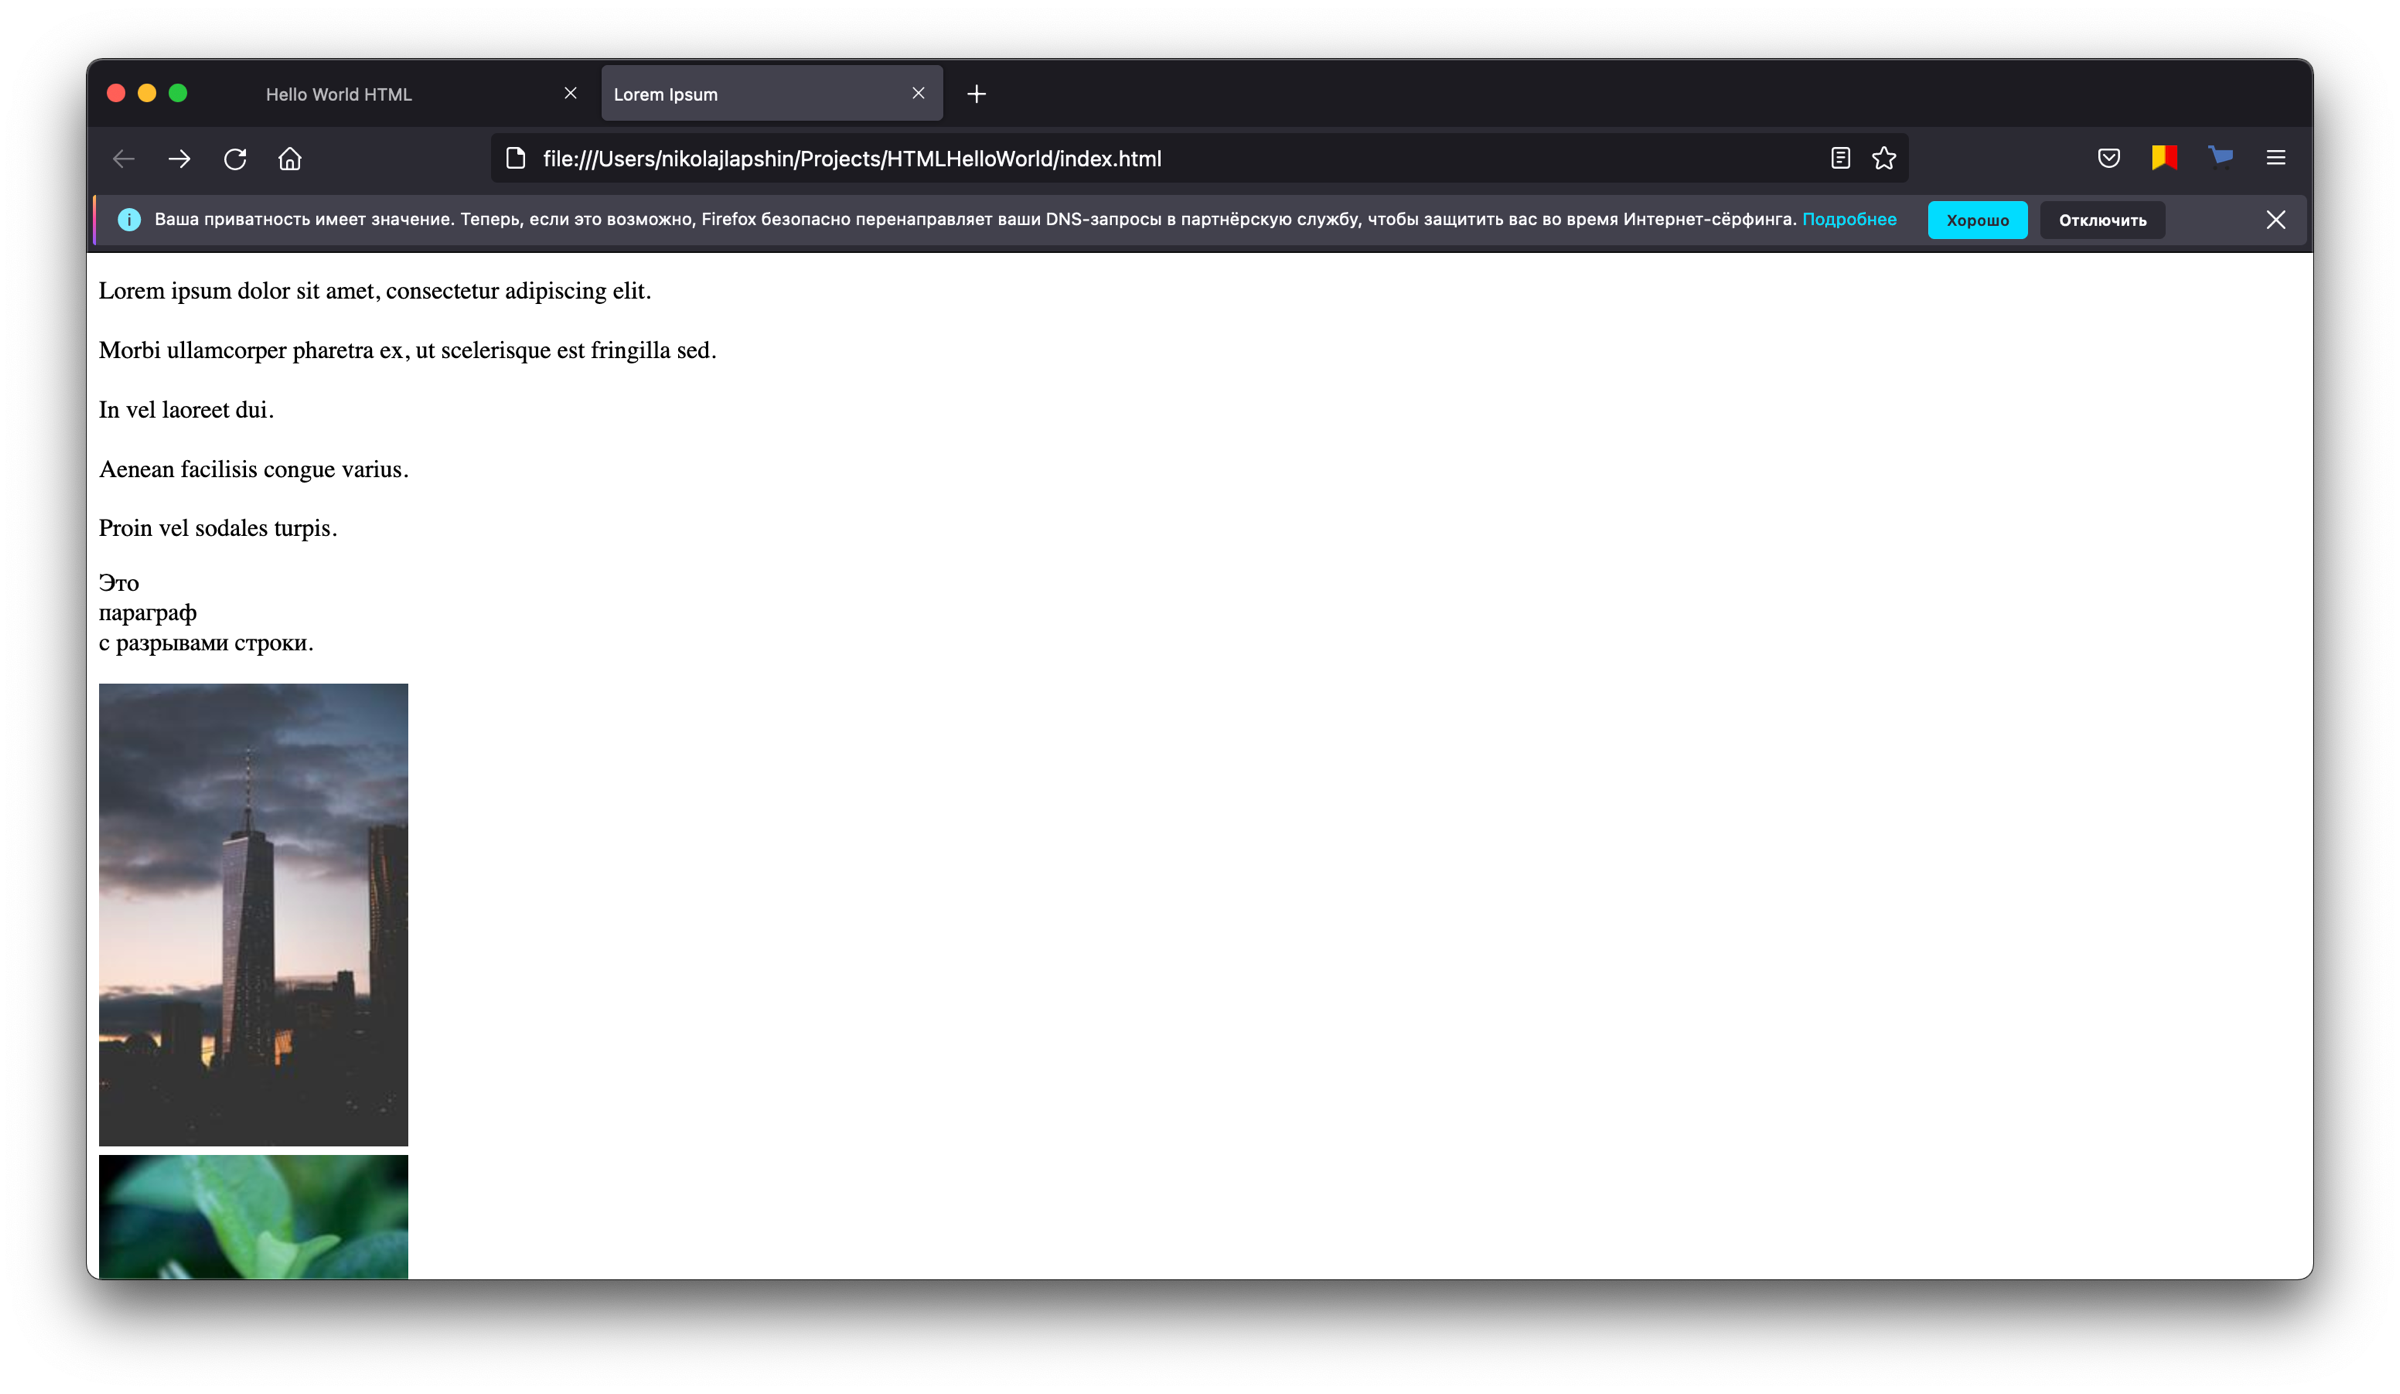 Hello World HTML
Lorem Ipsum
file:///Users/nikolajlapshin/Projects/HTMLHelloWorld/index.html
Ваша приватность имеет значение. Теперь, если это возможно, Firefox безопасно перенаправляет ваши DNS-запросы в партнёрскую службу, чтобы защитить вас во время Интернет-сёрфинга. Подробнее
Хорошо
Отключить
Lorem ipsum dolor sit amet, consectetur adipiscing elit.
Morbi ullamcorper pharetra ex, ut scelerisque est fringilla sed.
In vel laoreet dui.
Aenean facilisis congue varius.
Proin vel sodales turpis.
Это
параграф
с разрывами строки.